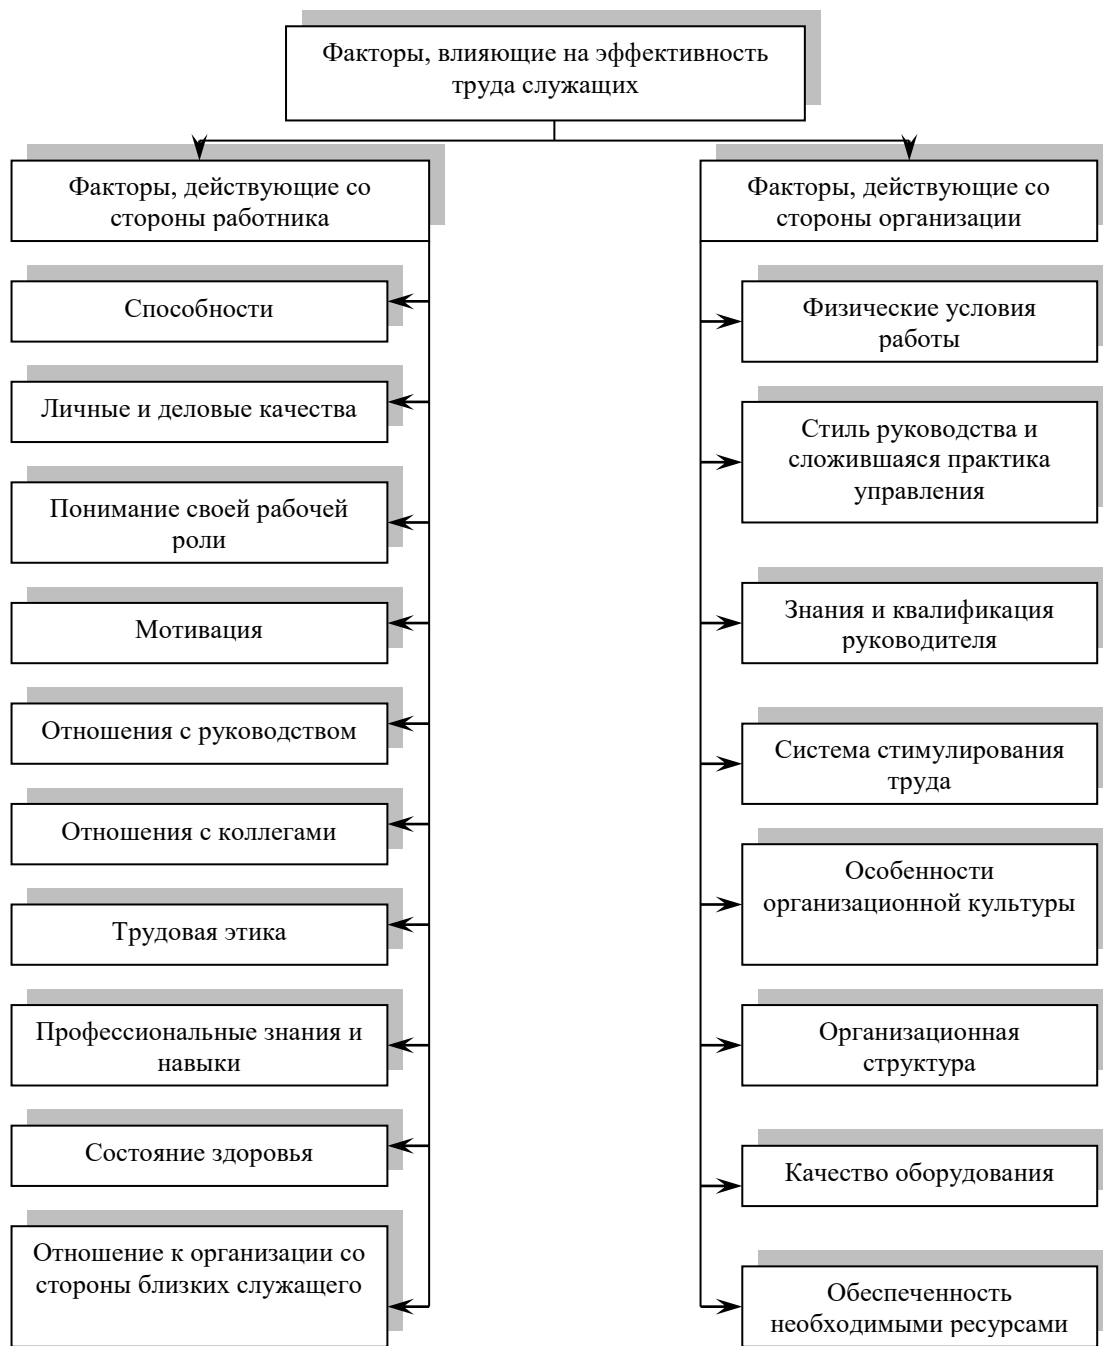 Факторы, влияющие на эффективность
труда служащих
Факторы, действующие со
стороны работника
Способности
Личные и деловые качества
Понимание своей рабочей
роли
Мотивация
Отношения с руководством
Отношения с коллегами
Трудовая этика
Профессиональные знания и
навыки
Состояние здоровья
Отношение к организации со
стороны близких служащего
Факторы, действующие со
стороны организации
Физические условия
работы
Стиль руководства и
сложившаяся практика
управления
Знания и квалификация
руководителя
Система стимулирования
труда
Особенности
организационной культуры
Организационная
структура
Качество оборудования
Обеспеченность
необходимыми ресурсами